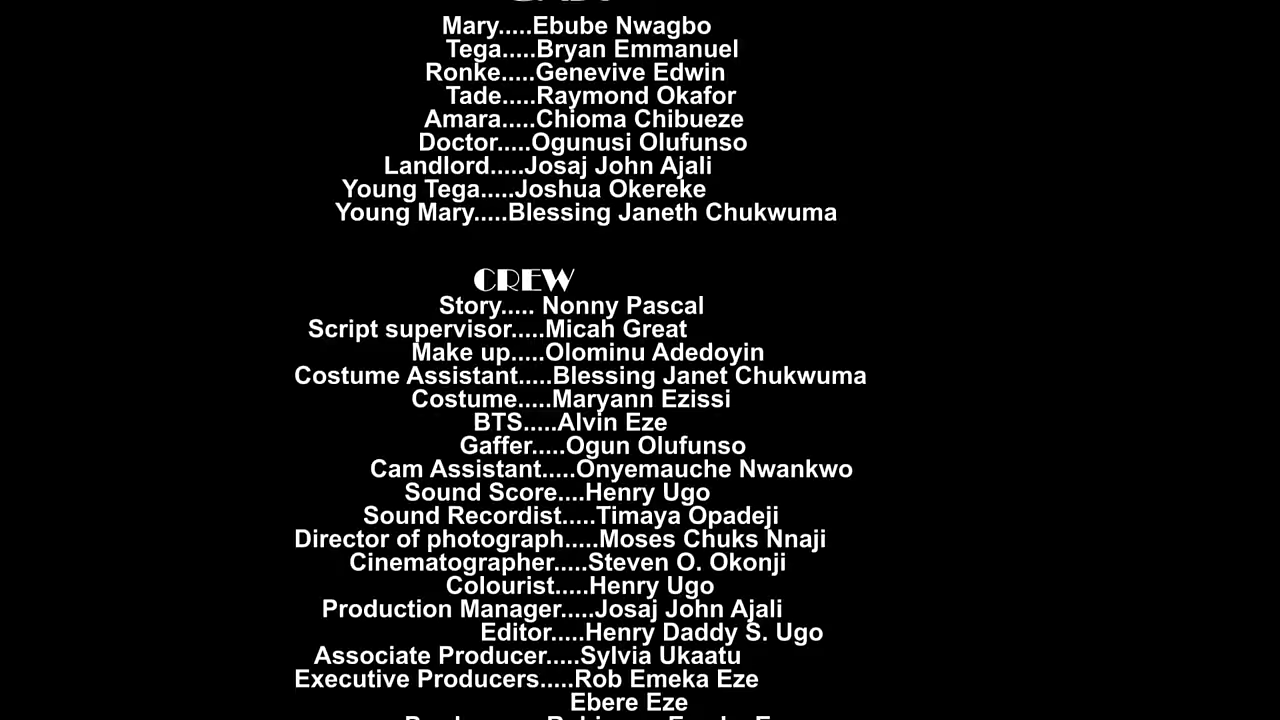 Mary.....Ebube Nwagbo
Tega.....Bryan Emmanuel
Ronke.....Genevive Edwin
Tade.....Raymond Okafor
Amara.....Chioma Chibueze
Doctor.....Ogunusi Olufunso
Landlord.....Josaj John Ajali
Young Tega.....Joshua Okereke
Young Mary.....Blessing Janeth Chukwuma
CREW
Story..... Nonny Pascal
Script supervisor.....Micah Great
Make up.....Olominu Adedoyin
Costume Assistant.....Blessing Janet Chukwuma
Costume.....Maryann Ezissi
BTS.....Alvin Eze
Gaffer.....Ogun Olufunso
Cam Assistant.....Onyemauche Nwankwo
Sound Score....Henry Ugo
Sound Recordist.....Timaya Opadeji
Director of photograph.....Moses Chuks Nnaji
Cinematographer.....Steven O. Okonji
Colourist.....Henry Ugo
Production Manager.....Josaj John Ajali
Editor.....Henry Daddy S. Ugo
Associate Producer.....Sylvia Ukaatu
Executive Producers.....Rob Emeka Eze
Ebere Eze